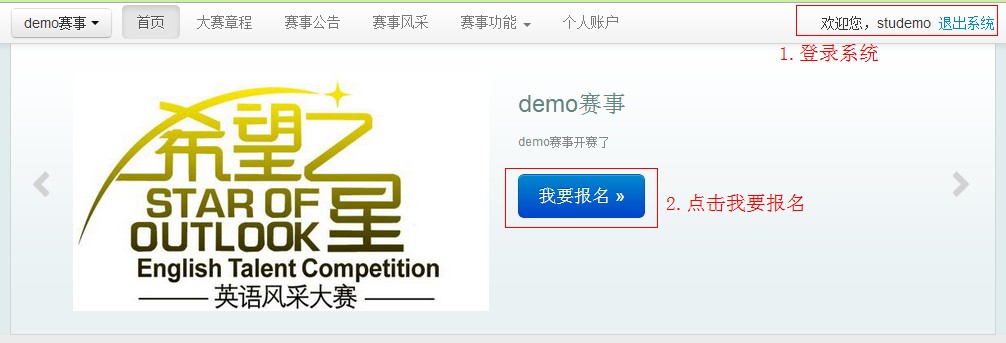 demo赛事 首页 大赛章程 赛事公告 赛事风采 赛事功能 个人账户 欢迎您，studemo 退出系统
1.登录系统
希望之星
STAR OF
OUTLOOK
English Talent Competition
英语风采大赛
demo赛事
demo赛事开赛了
我要报名 »
2.点击我要报名